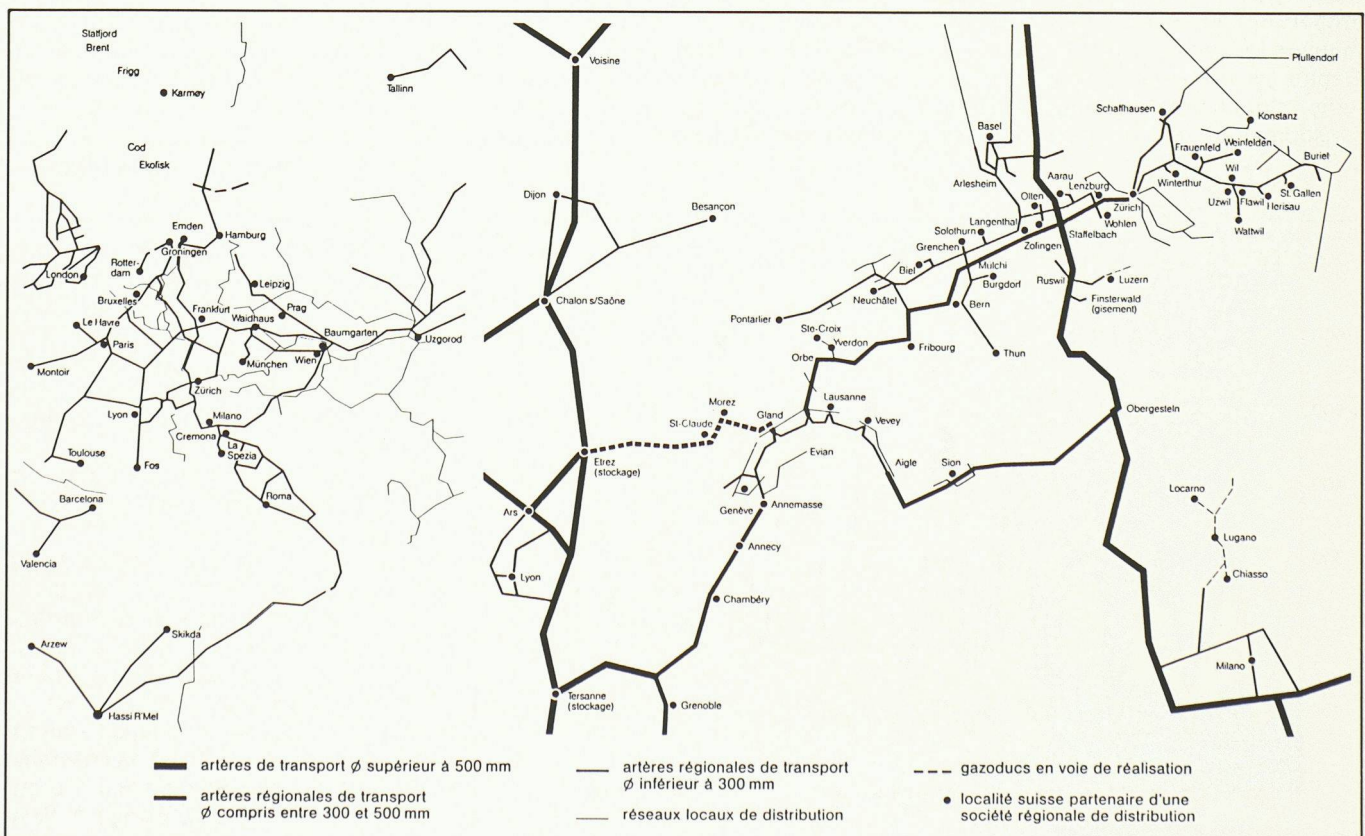 Statfjord
Brent
Frigg
Karmøy
Tallinn
Cod
Ekofisk
Emden
Hamburg
Groningen
Rotter-
dam
London
Bruxelles
Leipzig
Frankfurt
Prag
Le Havre
Waidhaus
Baumgarten
Paris
Uzgorod
München
Wien
Montoir
Zürich
Lyon
Milano
Cremona
La
Spezia
Toulouse
Fos
Roma
Barcelona
Valencia
Skikda
Arzew
Hassi R'Mel
Voisine
Dijon
Besançon
Chalon s/Saône
Pontarlier
Morez
St-Claude
Gland
Etrez
(stockage)
Evian
Ars
Genève
Annemasse
Annecy
Lyon
Chambéry
Tersanne
(stockage)
Grenoble
Pfullendorf
Schaffhausen
Konstanz
Basel
Frauenfeld
Weinfelden
Buriet
Arlesheim
Aarau
Lenzburg
Wil
Winterthur
Olten
Zürich
St. Gallen
Uzwil
Flawil
Herisau
Langenthal
Wohlen
Solothurn
Zofingen
Staffelbach
Wattwil
Grenchen
Biel
Mülchi
Burgdorf
Ruswil
Luzern
Neuchâtel
Bern
Finsterwald
(gisement)
Ste-Croix
Yverdon
Orbe
Fribourg
Thun
Lausanne
Vevey
Obergesteln
Aigle
Sion
Locarno
Lugano
Chiasso
Milano
artères de transport ø supérieur à 500 mm
artères régionales de transport
ø compris entre 300 et 500 mm
artères régionales de transport
ø inférieur à 300 mm
réseaux locaux de distribution
gazoducs en voie de réalisation
localité suisse partenaire d'une
société régionale de distribution